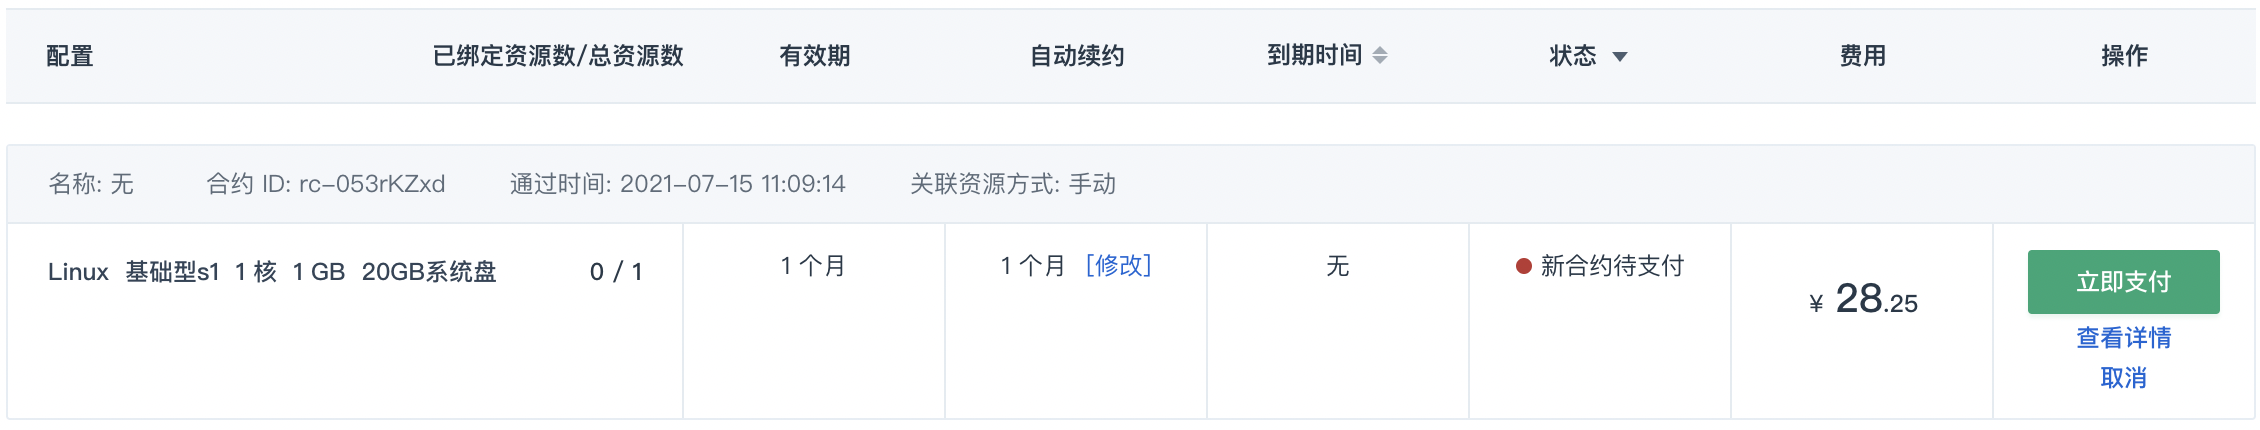 配置 已绑定资源数/总资源数 有效期 自动续约 到期时间 状态 费用 操作
名称: 无 合约 ID: rc-053rKZxd 通过时间: 2021-07-15 11:09:14 关联资源方式: 手动
Linux 基础型s1 1 核 1 GB 20GB系统盘 0 / 1 1 个月 1 个月 [修改] 无 新合约待支付 ¥ 28.25 立即支付
查看详情
取消